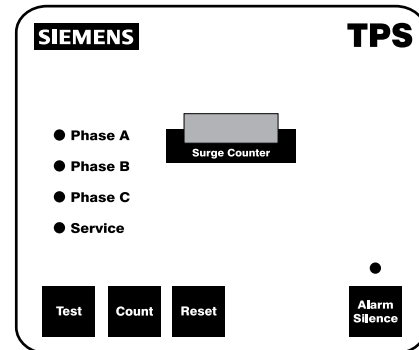 SIEMENS
TPS
Phase A
Surge Counter
Phase B
Phase C
Service
Test
Count
Reset
Alarm
Silence